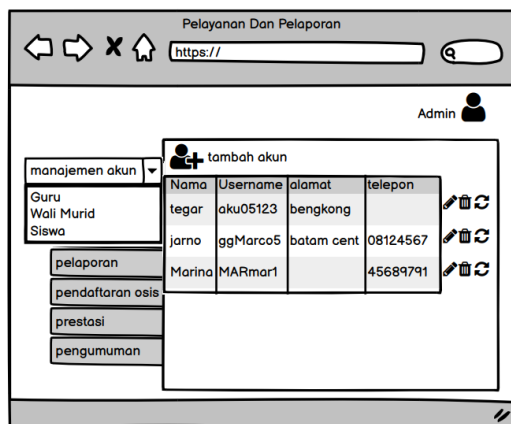 Pelayanan Dan Pelaporan
https://
Admin
tambah akun
manajemen akun
Guru
Wali Murid
Siswa
pelaporan
pendaftaran osis
prestasi
pengumuman
Nama Username alamat telepon
tegar aku05123 bengkong
jarno ggMarco5 batam cent 08124567
Marina MARmar1 45689791